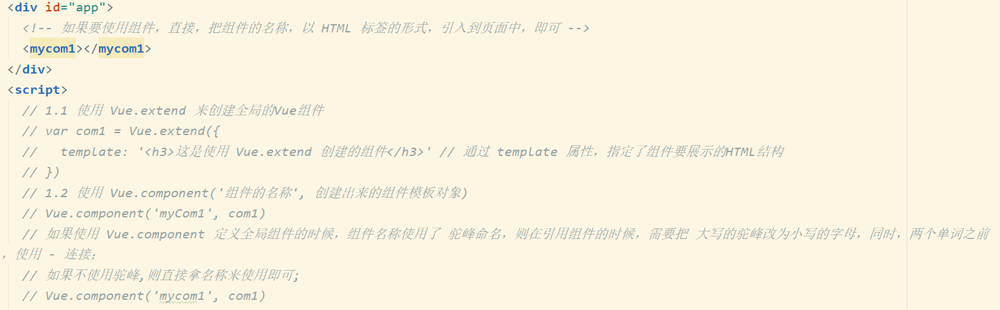 <div id="app">
<!-- 如果要使用组件，直接，把组件的名称，以 HTML 标签的形式，引入到页面中，即可 -->
<mycom1></mycom1>
</div>
<script>
// 1.1 使用 Vue.extend 来创建全局的Vue组件
// var com1 = Vue.extend({
//   template: '<h3>这是使用 Vue.extend 创建的组件</h3>' // 通过 template 属性，指定了组件要展示的HTML结构
// })
// 1.2 使用 Vue.component('组件的名称', 创建出来的组件模板对象)
// Vue.component('myCom1', com1)
// 如果使用 Vue.component 定义全局组件的时候，组件名称使用了 驼峰命名，则在引用组件的时候，需要把 大写的驼峰改为小写的字母，同时，两个单词之前
，使用 - 连接；
// 如果不使用驼峰,则直接拿名称来使用即可;
// Vue.component('mycom1', com1)